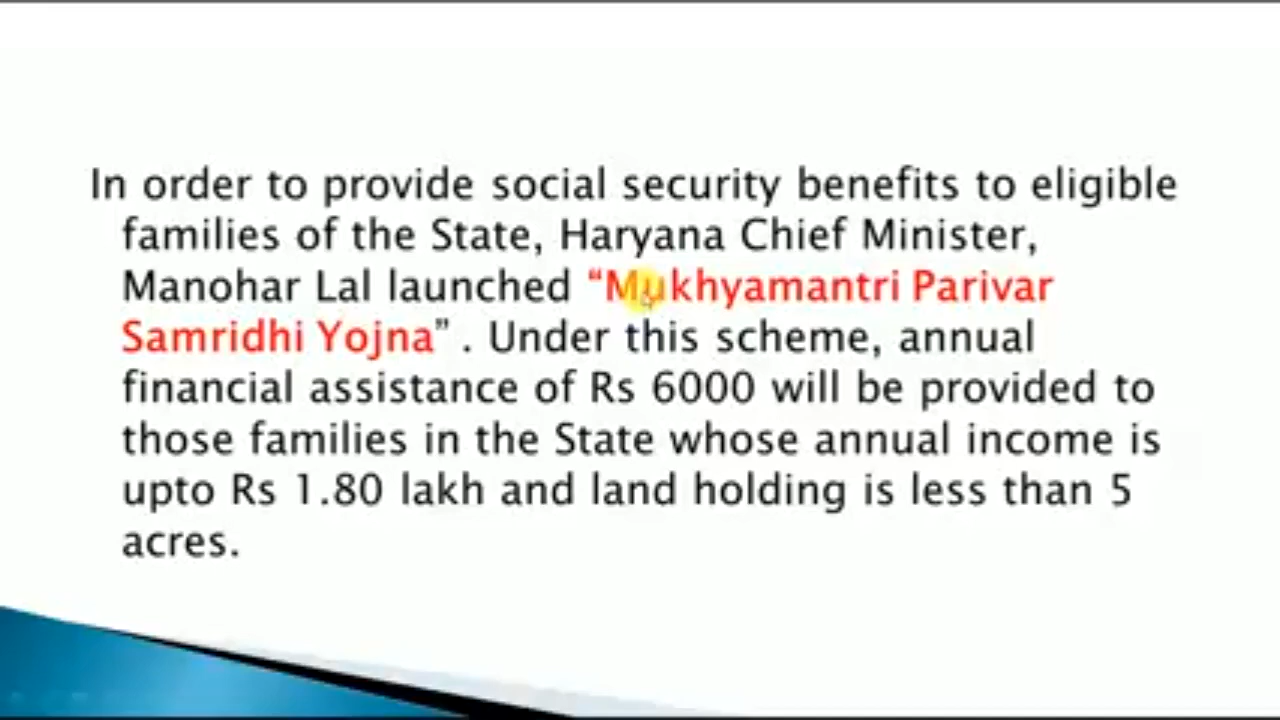 In order to provide social security benefits to eligible
families of the State, Haryana Chief Minister,
Manohar Lal launched “Mukhyamantri Parivar
Samridhi Yojna” . Under this scheme, annual
financial assistance of Rs 6000 will be provided to
those families in the State whose annual income is
upto Rs 1.80 lakh and land holding is less than 5
acres.